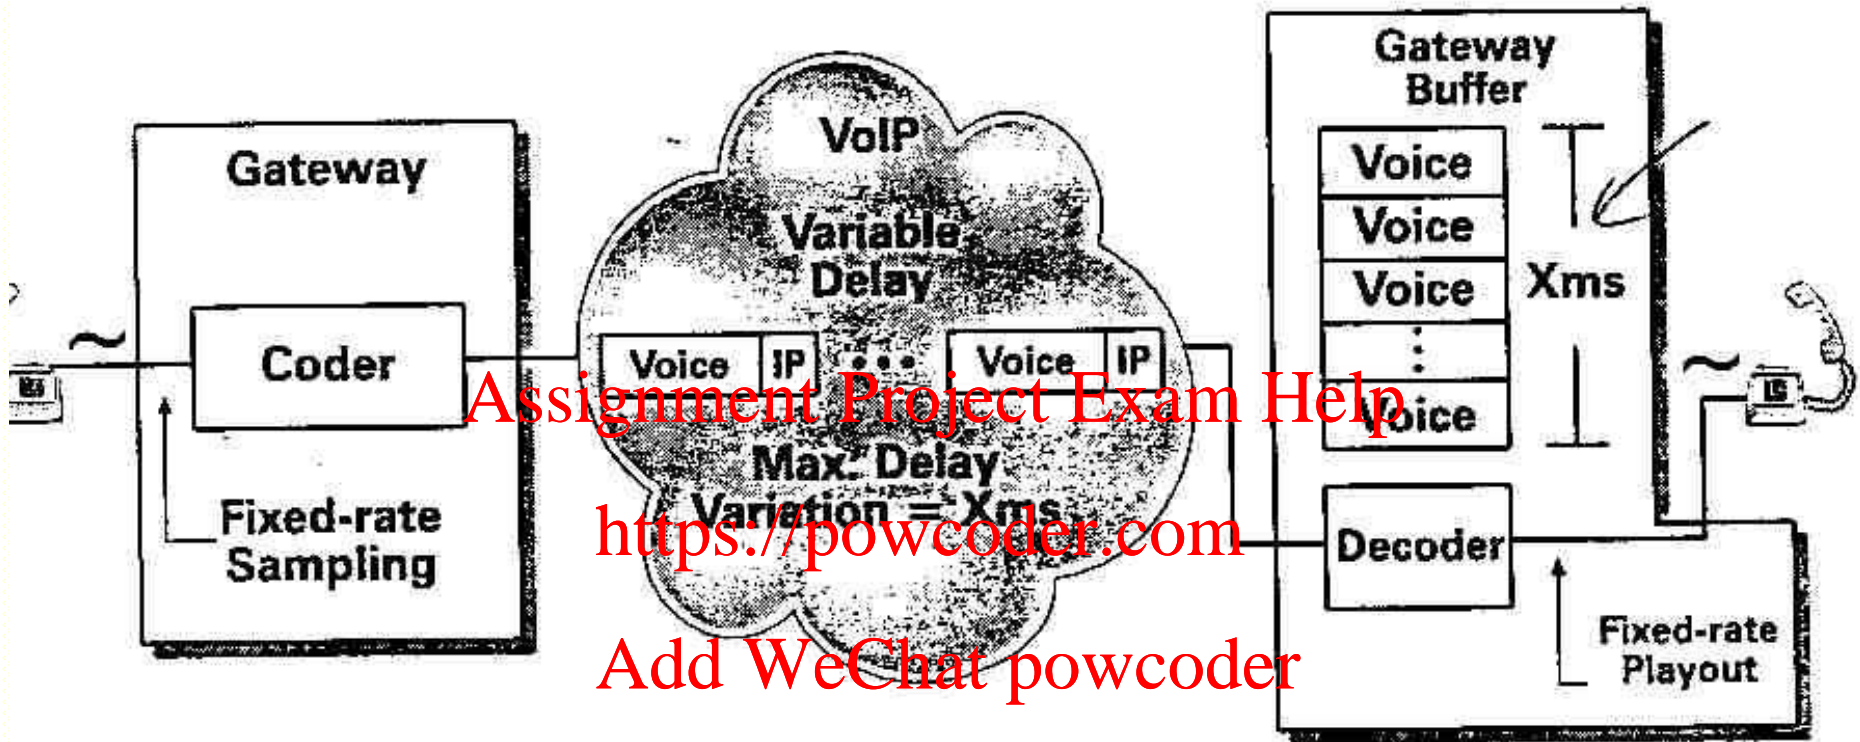 Gateway
Coder
Fixed-rate
Sampling
VoIP
Variable
Delay
Voice IP ••• Voice IP
Max. Delay
Variation = Xms
Gateway
Buffer
Voice
Voice
Voice
Voice
Xms
Decoder
Fixed-rate
Playout
Assignment Project Exam Help
https://powcoder.com
Add WeChat powcoder